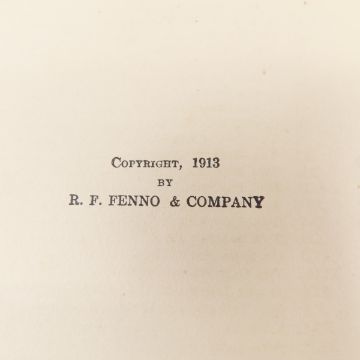 Copyright, 1913
BY
R. F. FENNO & COMPANY